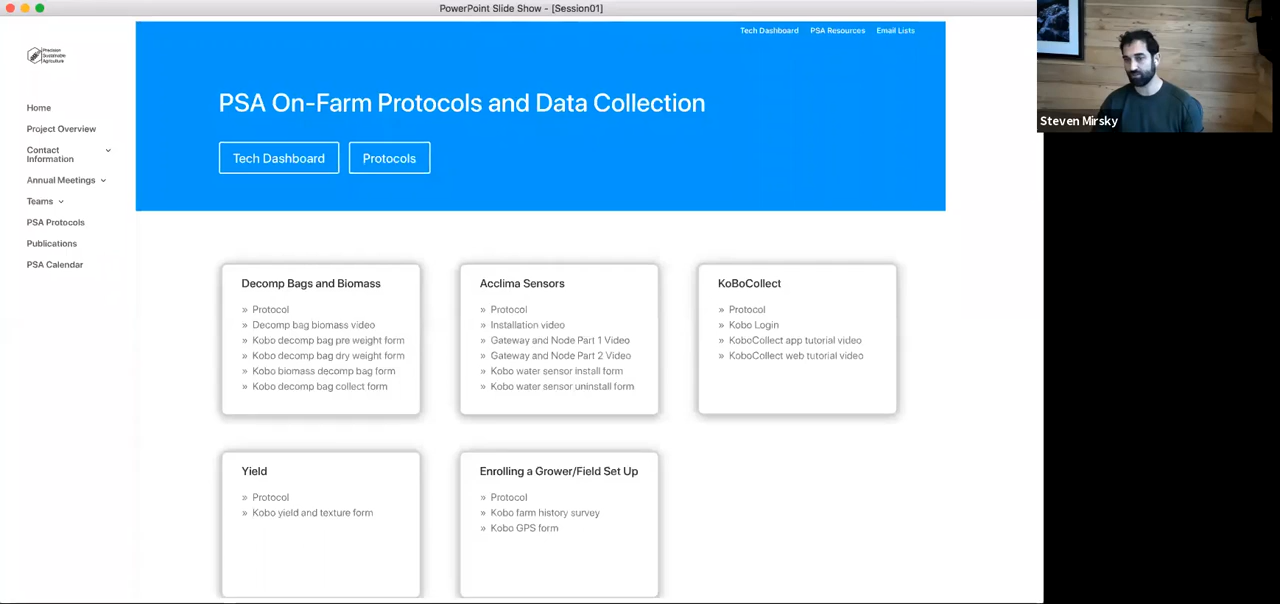 PowerPoint Slide Show - [Session01]
Tech Dashboard PSA Resources Email Lists
Precision
Sustainable
Agriculture
Home
Project Overview
Contact
Information
Annual Meetings
Teams
PSA Protocols
Publications
PSA Calendar
PSA On-Farm Protocols and Data Collection
Tech Dashboard Protocols
Decomp Bags and Biomass
» Protocol
» Decomp bag biomass video
» Kobo decomp bag pre weight form
» Kobo decomp bag dry weight form
» Kobo biomass decomp bag form
» Kobo decomp bag collect form
Acclima Sensors
» Protocol
» Installation video
» Gateway and Node Part 1 Video
» Gateway and Node Part 2 Video
» Kobo water sensor install form
» Kobo water sensor uninstall form
KoBoCollect
» Protocol
» Kobo Login
» KoboCollect app tutorial video
» KoboCollect web tutorial video
Yield
» Protocol
» Kobo yield and texture form
Enrolling a Grower/Field Set Up
» Protocol
» Kobo farm history survey
» Kobo GPS form
Steven Mirsky